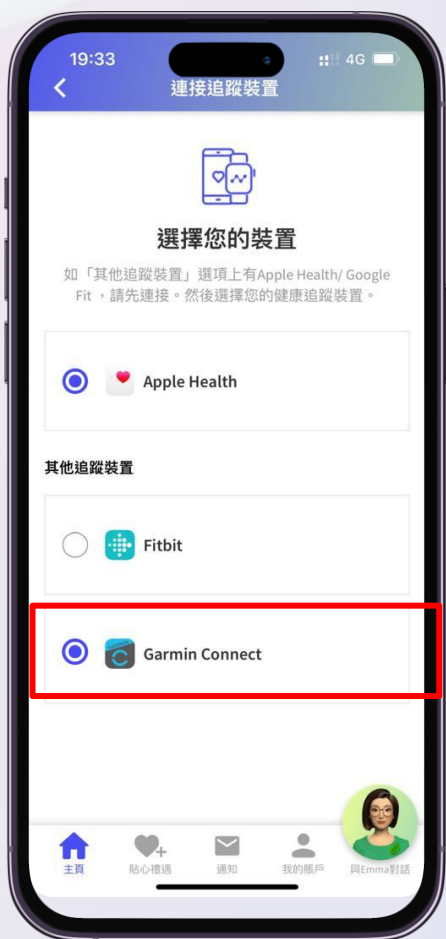 19:33
4G
連接追蹤裝置
選擇您的裝置
如「其他追蹤裝置」選項上有Apple Health/ Google
Fit ，請先連接。然後選擇您的健康追蹤裝置。
Apple Health
其他追蹤裝置
Fitbit
Garmin Connect
主頁
貼心禮遇
通知
我的賬戶
與Emma對話